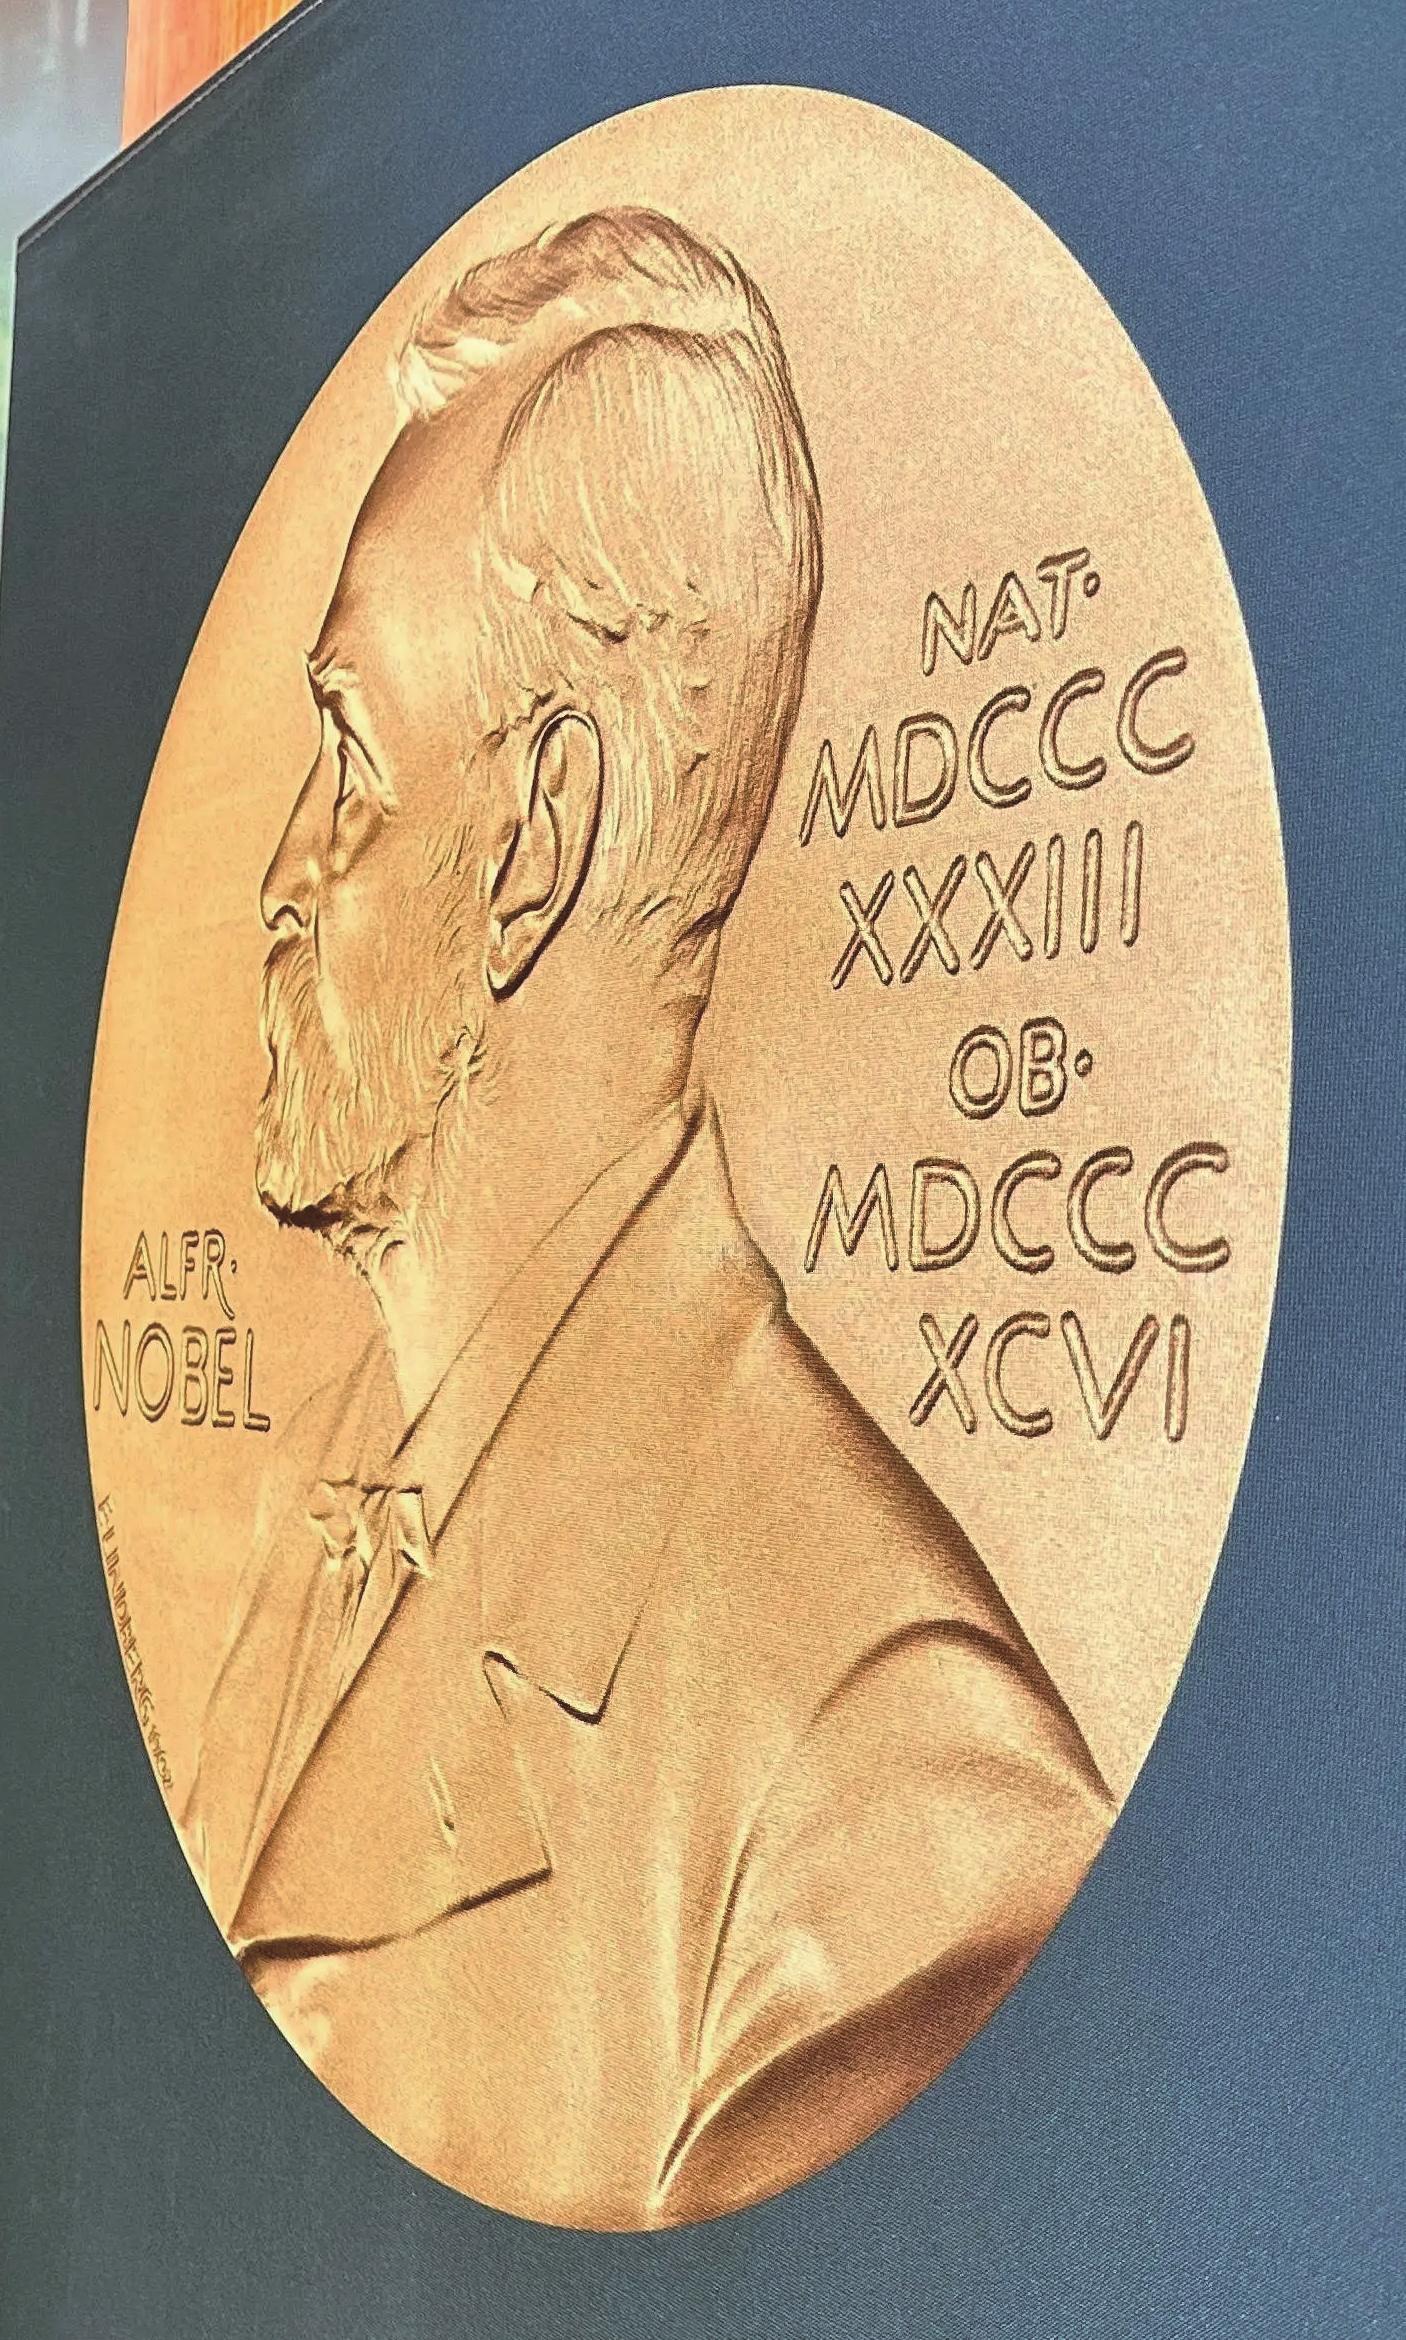 ALFR·
NOBEL
NAT·
MDCCC
XXXIII
OB·
MDCCC
XCVI